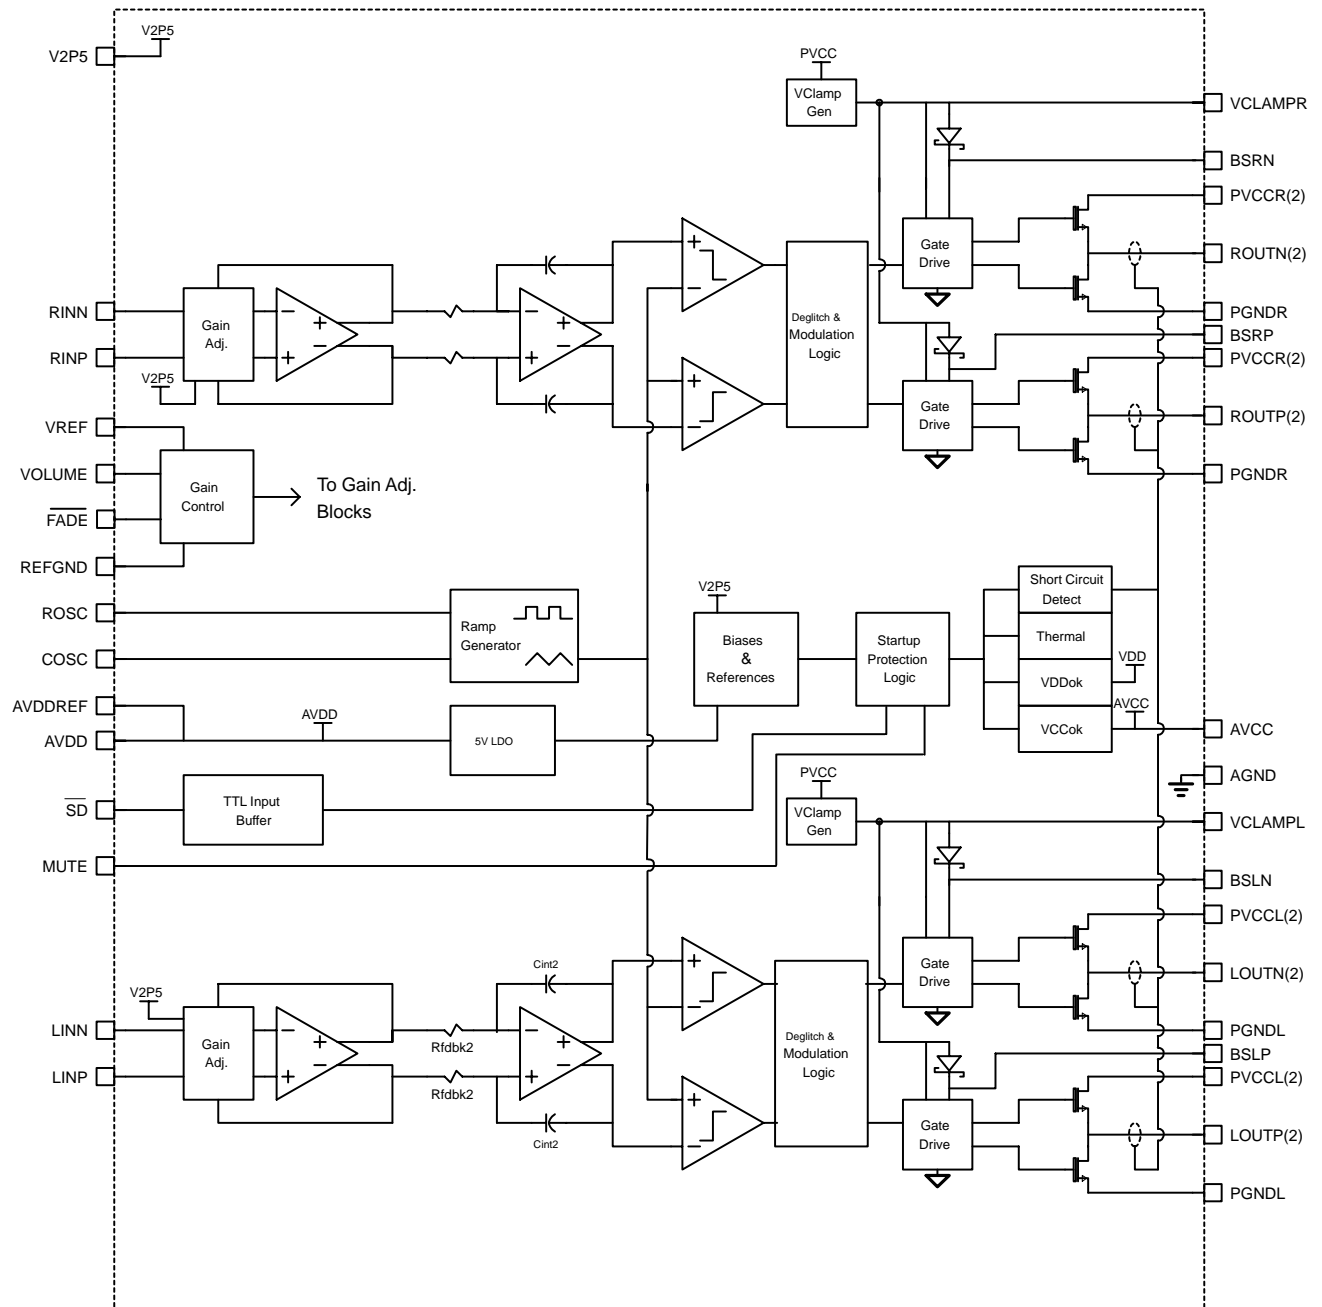 V2P5
V2P5
PVCC
VClamp
Gen
VCLAMPR
BSRN
PVCCR(2)
Gate
Drive
ROUTN(2)
RINN
RINP
Gain
Adj.
V2P5
+
−
−
+
−
+
+
−
+
−
+
−
Deglitch &
Modulation
Logic
PGNDR
BSRP
PVCCR(2)
Gate
Drive
ROUTP(2)
PGNDR
VREF
VOLUME
FADE
REFGND
Gain
Control
To Gain Adj.
Blocks
ROSC
COSC
Ramp
Generator
V2P5
Biases
&
References
Startup
Protection
Logic
Short Circuit
Detect
Thermal
VDDok
VDD
VCCok
AVCC
AVCC
AVDDREF
AVDD
AVDD
5V LDO
AGND
SD
TTL Input
Buffer
MUTE
PVCC
VClamp
Gen
VCLAMPL
BSLN
PVCCL(2)
Gate
Drive
LOUTN(2)
V2P5
LINN
LINP
Gain
Adj.
−
+
+
−
Rfdbk2
Rfdbk2
Cint2
Cint2
−
+
+
−
+
−
+
−
Deglitch &
Modulation
Logic
PGNDL
BSLP
PVCCL(2)
Gate
Drive
LOUTP(2)
PGNDL